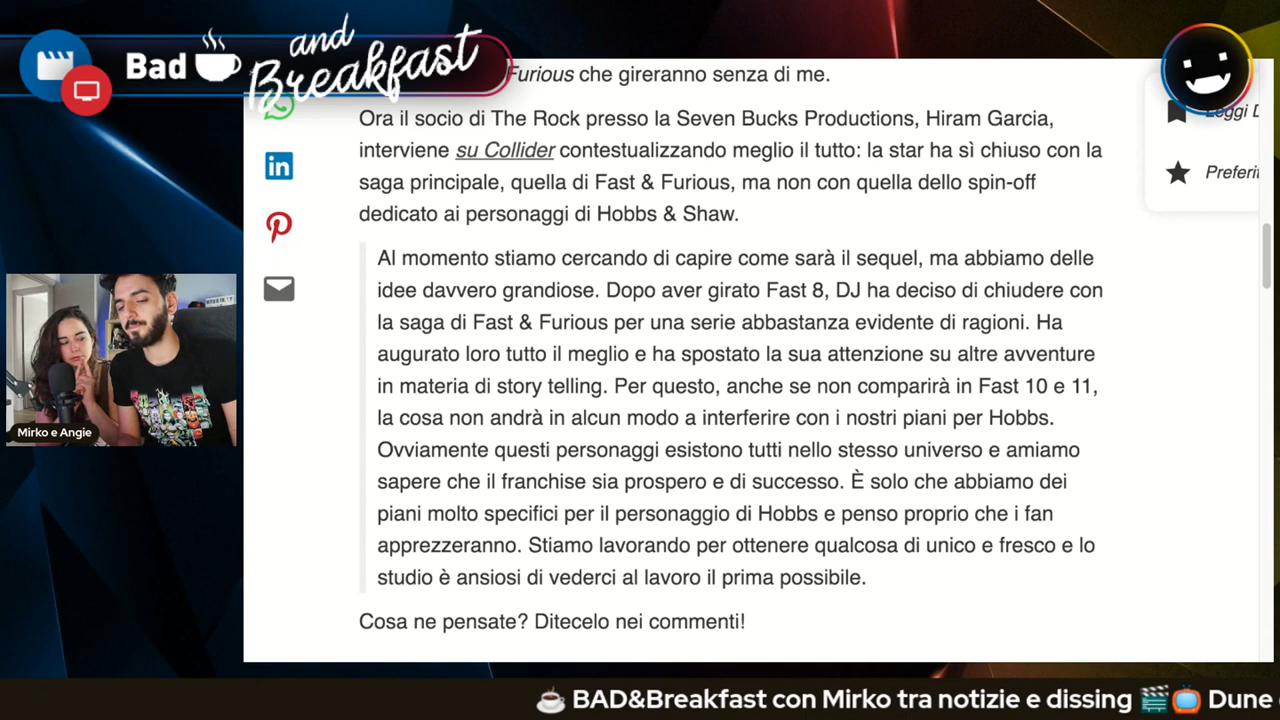 Bad and Breakfast
Furious che gireranno senza di me.
Ora il socio di The Rock presso la Seven Bucks Productions, Hiram Garcia,
interviene su Collider contestualizzando meglio il tutto: la star ha sì chiuso con la
saga principale, quella di Fast & Furious, ma non con quella dello spin-off
dedicato ai personaggi di Hobbs & Shaw.
Al momento stiamo cercando di capire come sarà il sequel, ma abbiamo delle
idee davvero grandiose. Dopo aver girato Fast 8, DJ ha deciso di chiudere con
la saga di Fast & Furious per una serie abbastanza evidente di ragioni. Ha
augurato loro tutto il meglio e ha spostato la sua attenzione su altre avventure
in materia di story telling. Per questo, anche se non comparirà in Fast 10 e 11,
la cosa non andrà in alcun modo a interferire con i nostri piani per Hobbs.
Ovviamente questi personaggi esistono tutti nello stesso universo e amiamo
sapere che il franchise sia prospero e di successo. È solo che abbiamo dei
piani molto specifici per il personaggio di Hobbs e penso proprio che i fan
apprezzeranno. Stiamo lavorando per ottenere qualcosa di unico e fresco e lo
studio è ansiosi di vederci al lavoro il prima possibile.
Cosa ne pensate? Ditecelo nei commenti!
in
Leggi D
Preferi
Mirko e Angie
BAD&Breakfast con Mirko tra notizie e dissing Dune